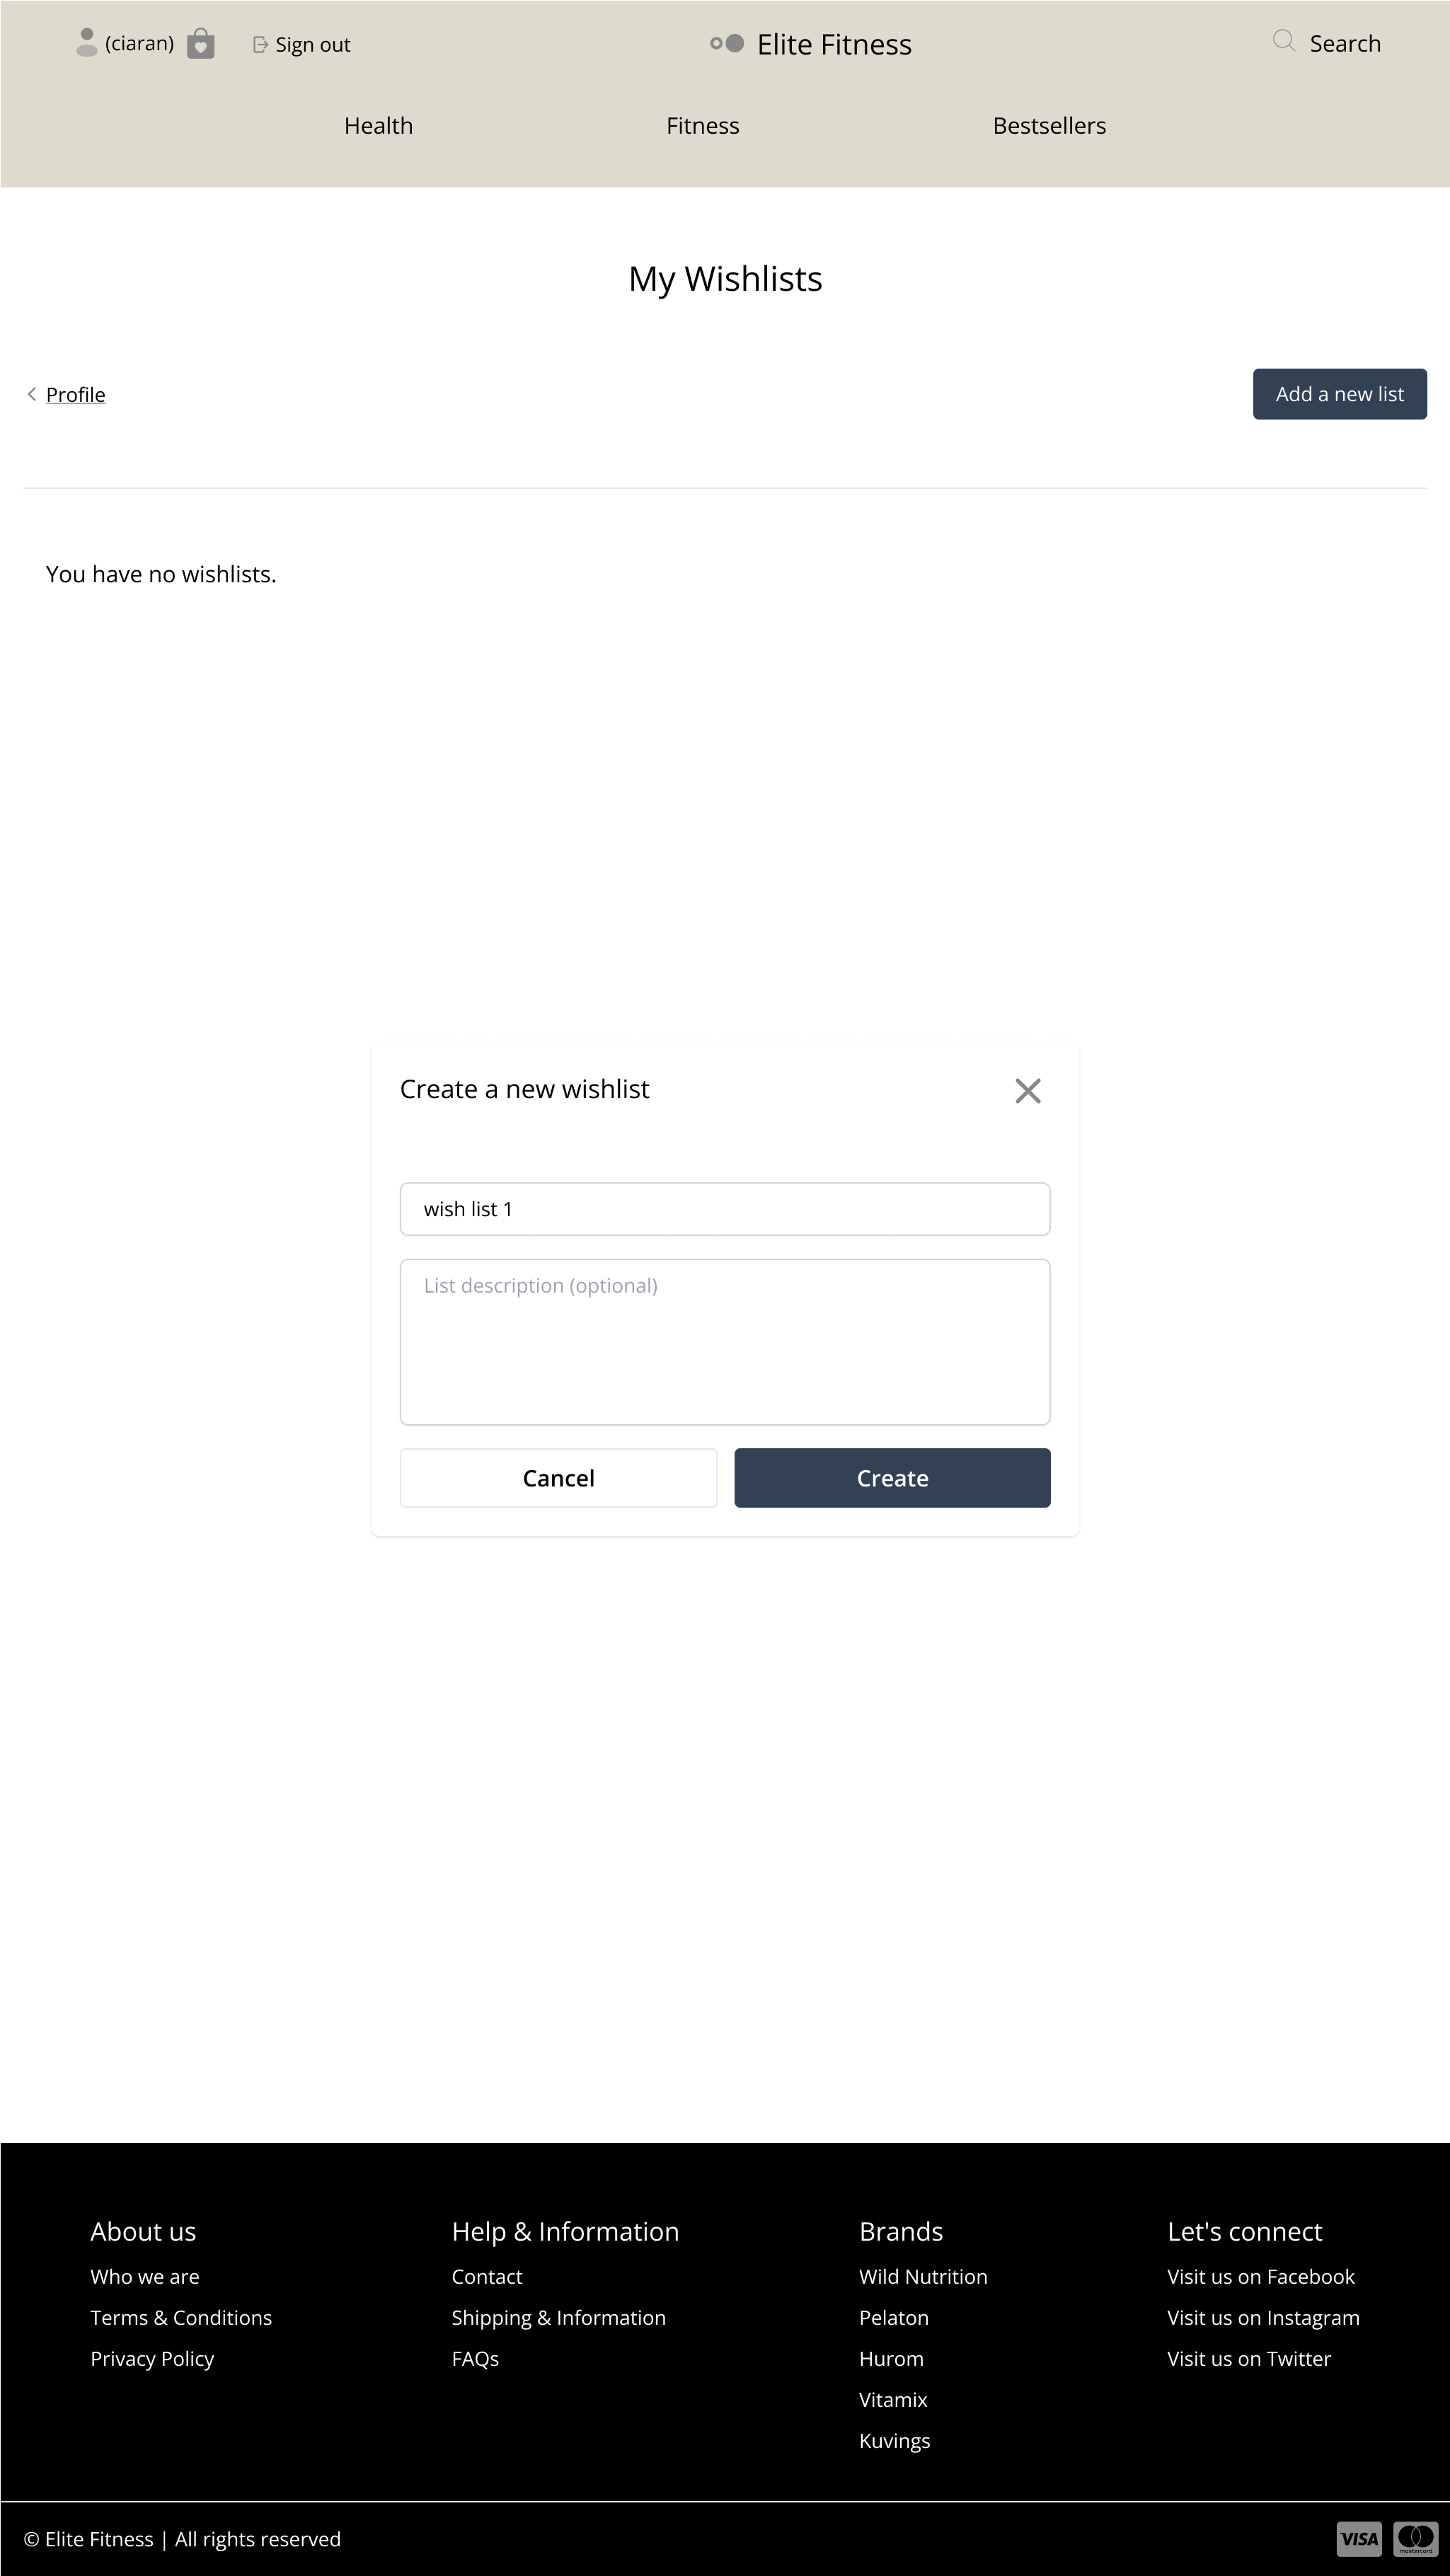 (ciaran)
Sign out
Elite Fitness
Search
Health
Fitness
Bestsellers
My Wishlists
Profile
Add a new list
You have no wishlists.
Create a new wishlist
wish list 1
List description (optional)
Cancel
Create
About us
Who we are
Terms & Conditions
Privacy Policy
Help & Information
Contact
Shipping & Information
FAQs
Brands
Wild Nutrition
Pelaton
Hurom
Vitamix
Kuvings
Let's connect
Visit us on Facebook
Visit us on Instagram
Visit us on Twitter
© Elite Fitness | All rights reserved
VISA
mastercard